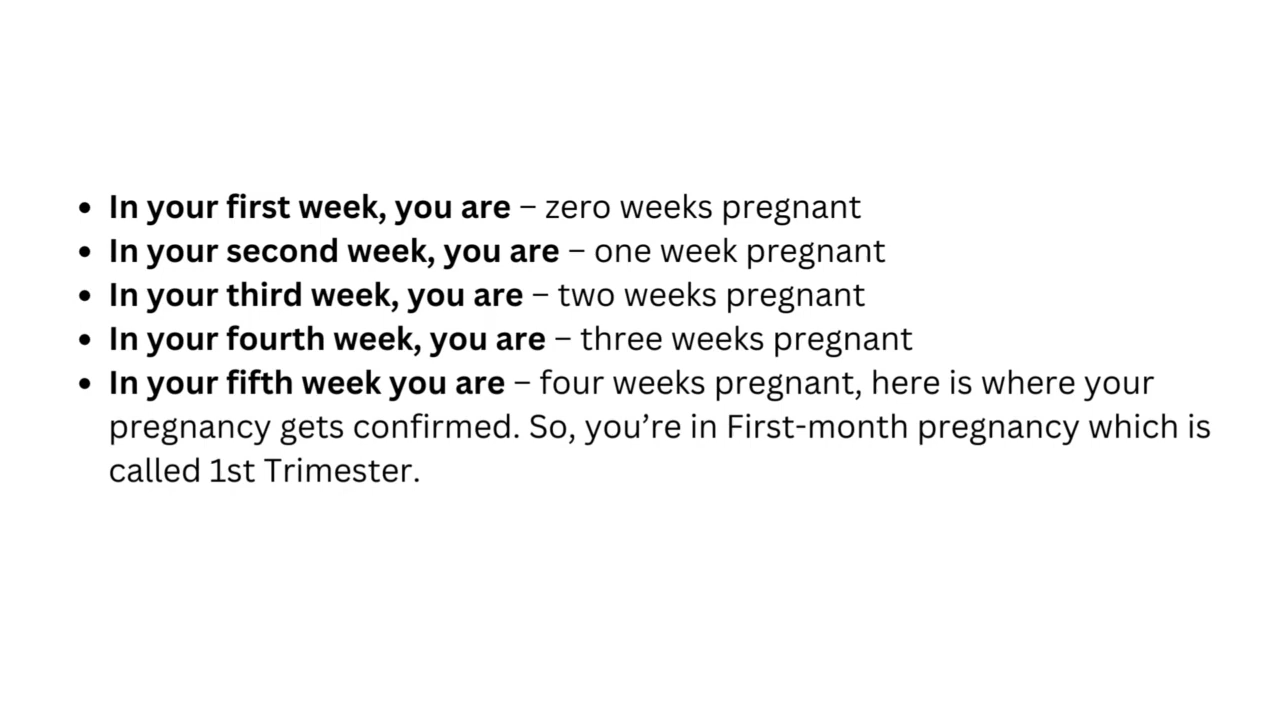 • In your first week, you are – zero weeks pregnant
• In your second week, you are – one week pregnant
• In your third week, you are – two weeks pregnant
• In your fourth week, you are – three weeks pregnant
• In your fifth week you are – four weeks pregnant, here is where your
pregnancy gets confirmed. So, you’re in First-month pregnancy which is
called 1st Trimester.